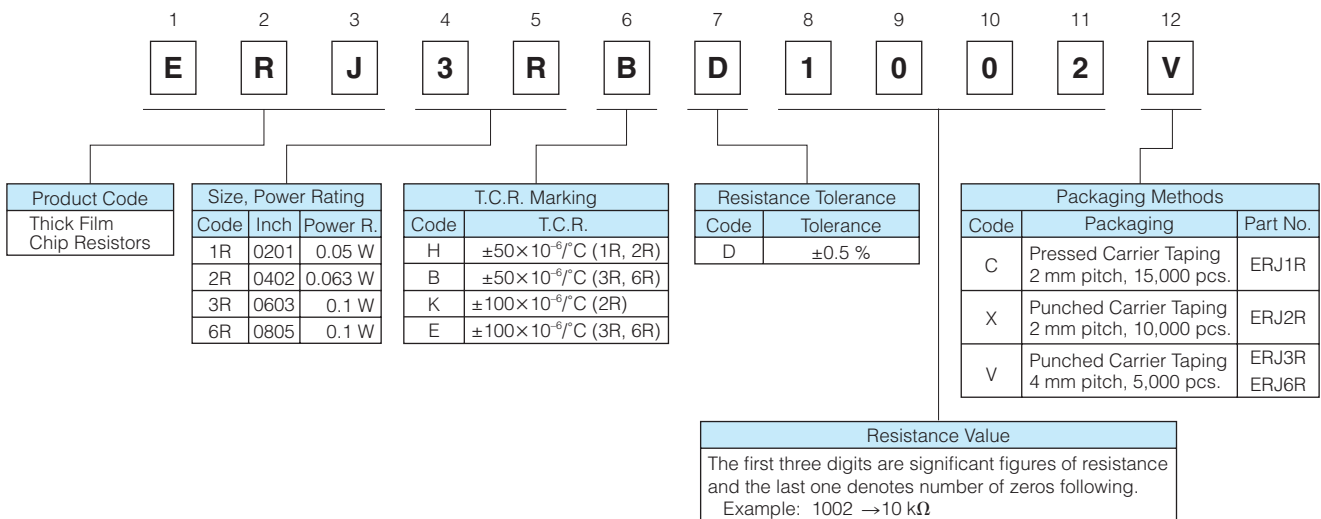 1 2 3 4 5 6 7 8 9 10 11 12
E R J 3 R B D 1 0 0 2 V
Product Code
Thick Film
Chip Resistors
Size, Power Rating
Code Inch Power R.
1R 0201 0.05 W
2R 0402 0.063 W
3R 0603 0.1 W
6R 0805 0.1 W
T.C.R. Marking
Code T.C.R.
H ±50×10⁻⁶/°C (1R, 2R)
B ±50×10⁻⁶/°C (3R, 6R)
K ±100×10⁻⁶/°C (2R)
E ±100×10⁻⁶/°C (3R, 6R)
Resistance Tolerance
Code Tolerance
D ±0.5 %
Packaging Methods
Code Packaging Part No.
C Pressed Carrier Taping
2 mm pitch, 15,000 pcs. ERJ1R
X Punched Carrier Taping
2 mm pitch, 10,000 pcs. ERJ2R
V Punched Carrier Taping ERJ3R
4 mm pitch, 5,000 pcs. ERJ6R
Resistance Value
The first three digits are significant figures of resistance
and the last one denotes number of zeros following.
Example: 1002 →10 kΩ